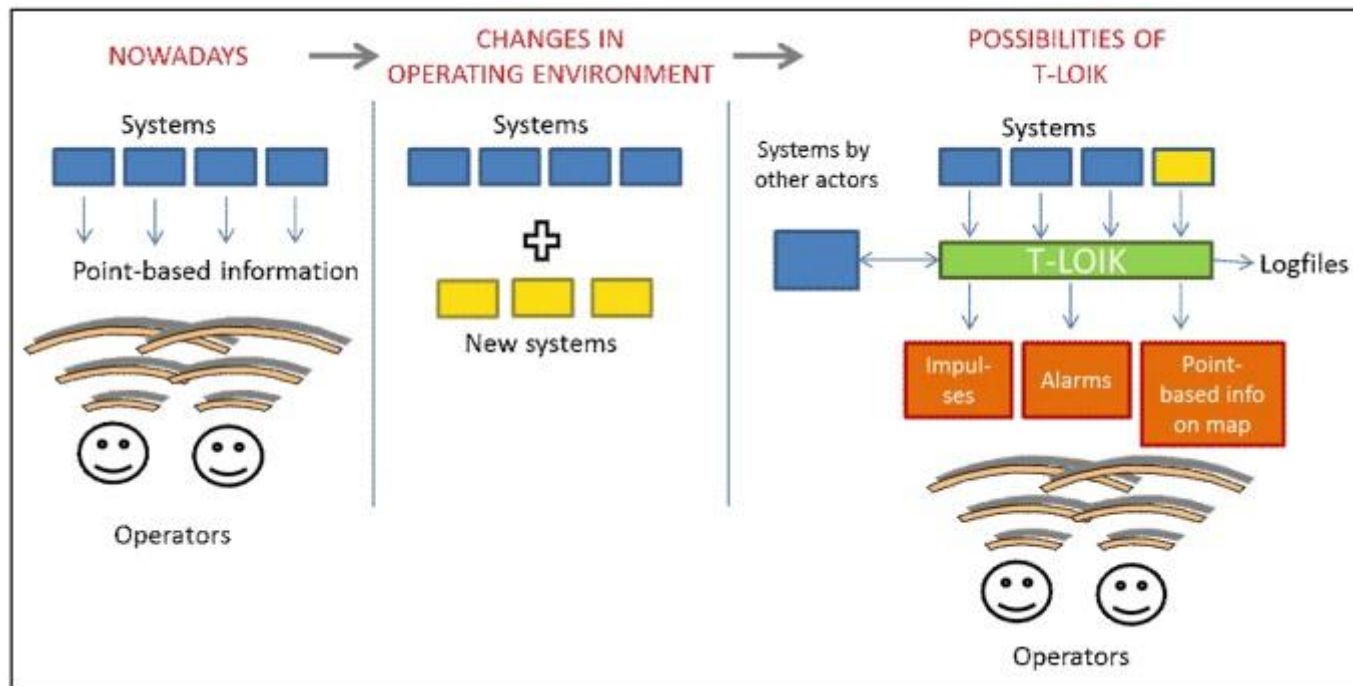 NOWADAYS
Systems
Point-based information
Operators
CHANGES IN
OPERATING ENVIRONMENT
Systems
New systems
POSSIBILITIES OF
T-LOIK
Systems by
other actors
Systems
T-LOIK
Logfiles
Impul-
ses
Alarms
Point-
based info
on map
Operators